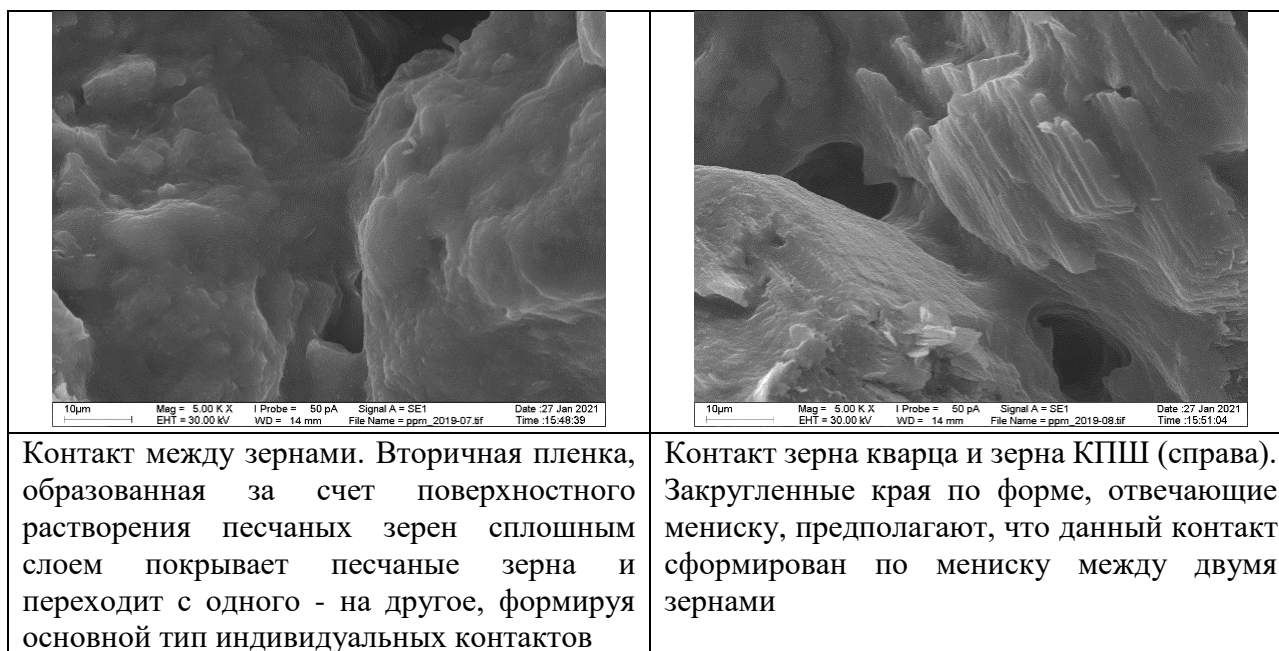 10µm
Mag = 5.00 K X
I Probe = 50 pA
Signal A = SE1
Date :27 Jan 2021
EHT = 30.00 kV
WD = 14 mm
File Name = ppm_2019-07.tif
Time :15:48:39
10µm
Mag = 5.00 K X
I Probe = 50 pA
Signal A = SE1
Date :27 Jan 2021
EHT = 30.00 kV
WD = 14 mm
File Name = ppm_2019-08.tif
Time :15:51:04
Контакт между зернами. Вторичная пленка,
образованная за счет поверхностного
растворения песчаных зерен сплошным
слоем покрывает песчаные зерна и
переходит с одного - на другое, формируя
основной тип индивидуальных контактов
Контакт зерна кварца и зерна КПШ (справа).
Закругленные края по форме, отвечающие
мениску, предполагают, что данный контакт
сформирован по мениску между двумя
зернами